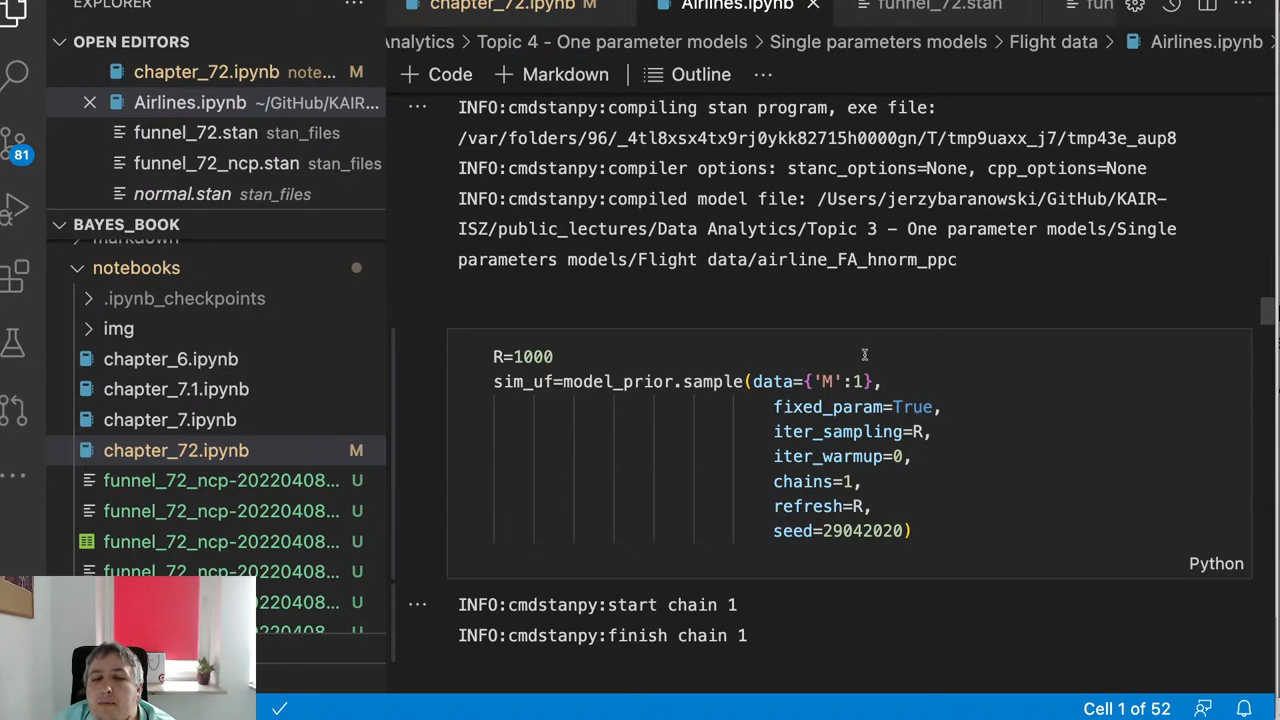 EXPLORER
chapter_72.ipynb M
Airlines.ipynb
funnel_72.stan
fun
OPEN EDITORS
chapter_72.ipynb note... M
Airlines.ipynb ~/GitHub/KAIR...
funnel_72.stan stan_files
funnel_72_ncp.stan stan_files
normal.stan stan_files
81
BAYES_BOOK
notebooks
.ipynb_checkpoints
img
chapter_6.ipynb
chapter_7.1.ipynb
chapter_7.ipynb
chapter_72.ipynb M
funnel_72_ncp-20220408... U
funnel_72_ncp-20220408... U
funnel_72_ncp-20220408... U
funnel_72_ncp-20220408... U
funnel_72_ncp-20220408... U
Analytics > Topic 4 - One parameter models > Single parameters models > Flight data > Airlines.ipynb
+ Code + Markdown Outline ...
INFO:cmdstanpy:compiling stan program, exe file:
/var/folders/96/_4tl8xsx4tx9rj0ykk82715h0000gn/T/tmp9uaxx_j7/tmp43e_aup8
INFO:cmdstanpy:compiler options: stanc_options=None, cpp_options=None
INFO:cmdstanpy:compiled model file: /Users/jerzybaranowski/GitHub/KAIR-
ISZ/public_lectures/Data Analytics/Topic 3 - One parameter models/Single
parameters models/Flight data/airline_FA_hnorm_ppc
R=1000
sim_uf=model_prior.sample(data={'M':1},
fixed_param=True,
iter_sampling=R,
iter_warmup=0,
chains=1,
refresh=R,
seed=29042020)
Python
INFO:cmdstanpy:start chain 1
INFO:cmdstanpy:finish chain 1
Cell 1 of 52